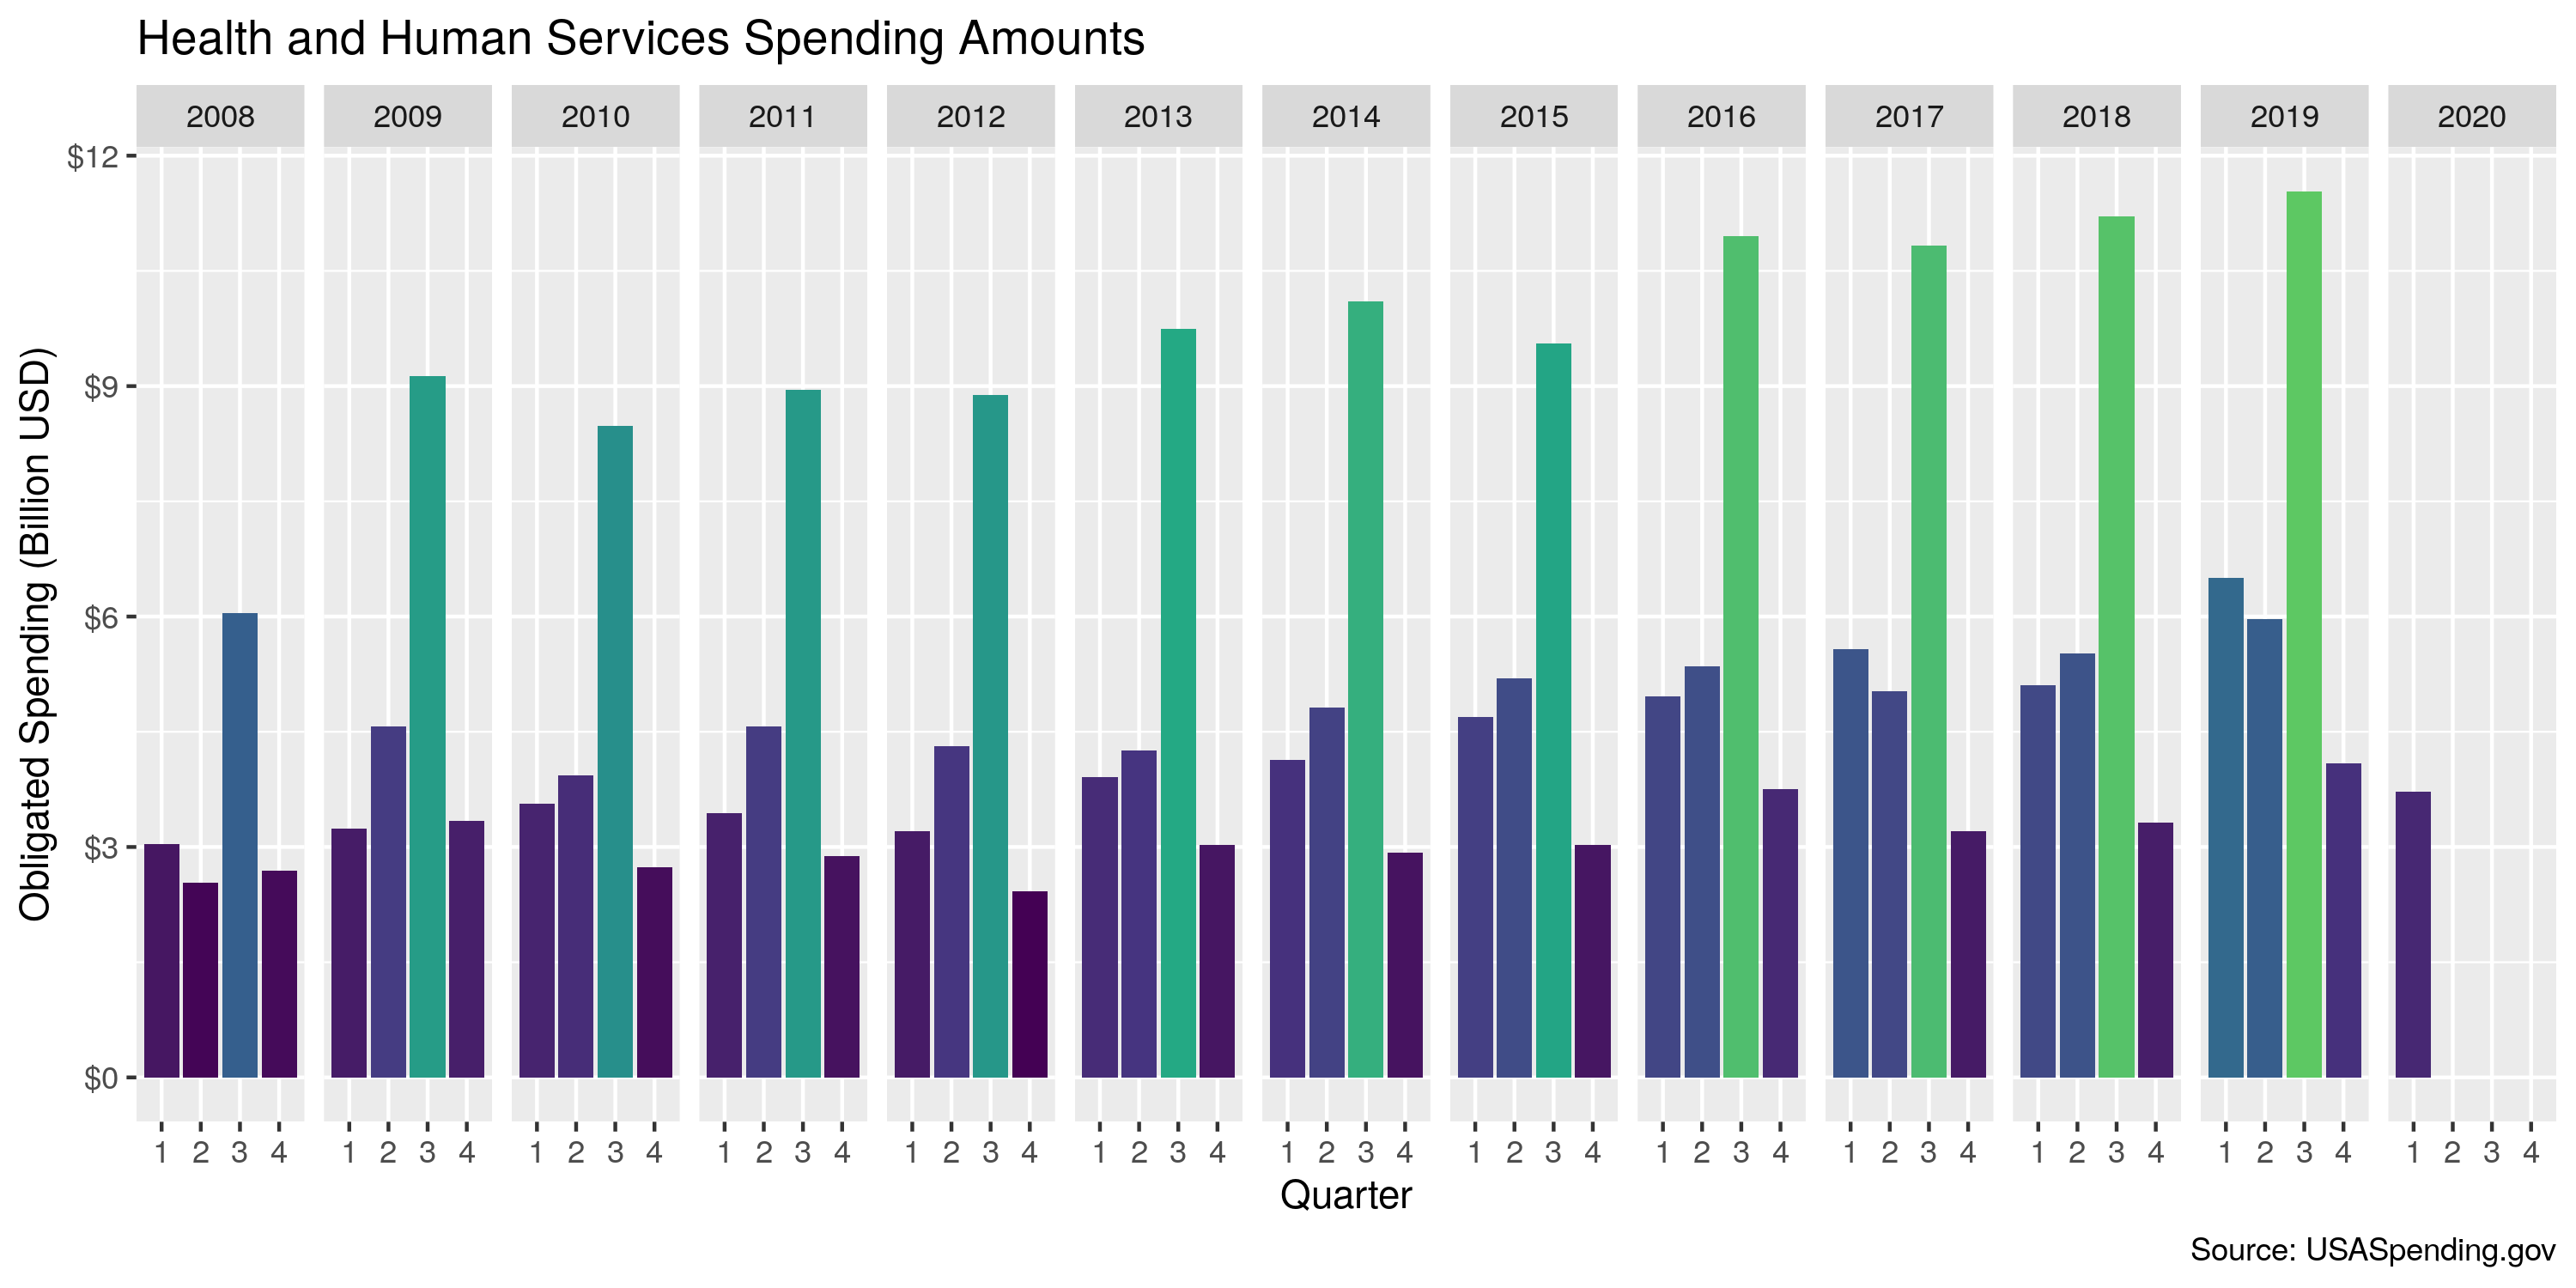 Health and Human Services Spending Amounts
2008 2009 2010 2011 2012 2013 2014 2015 2016 2017 2018 2019 2020
Obligated Spending (Billion USD)
$12
$9
$6
$3
$0
1 2 3 4 1 2 3 4 1 2 3 4 1 2 3 4 1 2 3 4 1 2 3 4 1 2 3 4 1 2 3 4 1 2 3 4 1 2 3 4 1 2 3 4 1 2 3 4 1 2 3 4
Quarter
Source: USASpending.gov